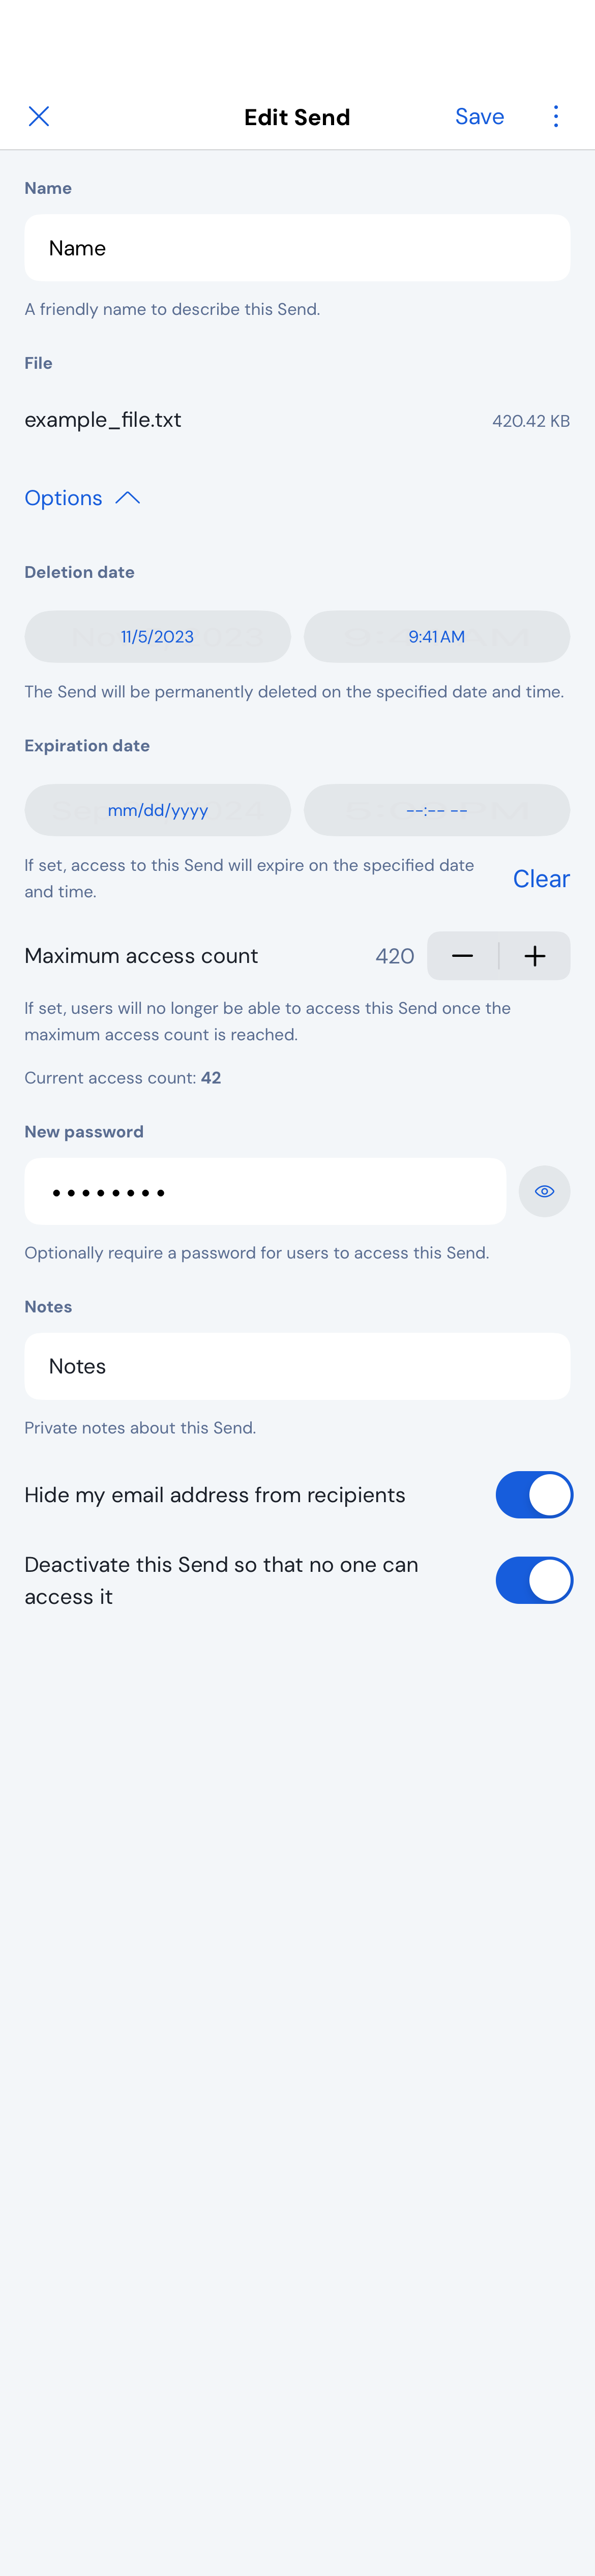 Edit Send
Save
Name
Name
A friendly name to describe this Send.
File
example_file.txt
420.42 KB
Options
Deletion date
11/5/2023
9:41 AM
The Send will be permanently deleted on the specified date and time.
Expiration date
mm/dd/yyyy
--:-- --
If set, access to this Send will expire on the specified date
and time.
Clear
Maximum access count
420
If set, users will no longer be able to access this Send once the
maximum access count is reached.
Current access count: 42
New password
••••••••
Optionally require a password for users to access this Send.
Notes
Notes
Private notes about this Send.
Hide my email address from recipients
Deactivate this Send so that no one can
access it